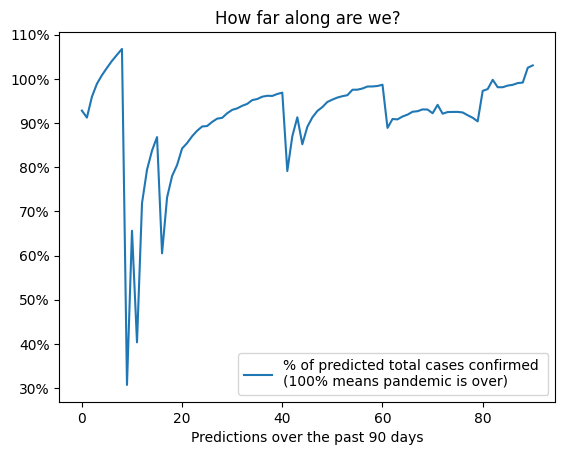 How far along are we?
110%
100%
90%
80%
70%
60%
50%
40%
30%
% of predicted total cases confirmed
(100% means pandemic is over)
0 20 40 60 80
Predictions over the past 90 days